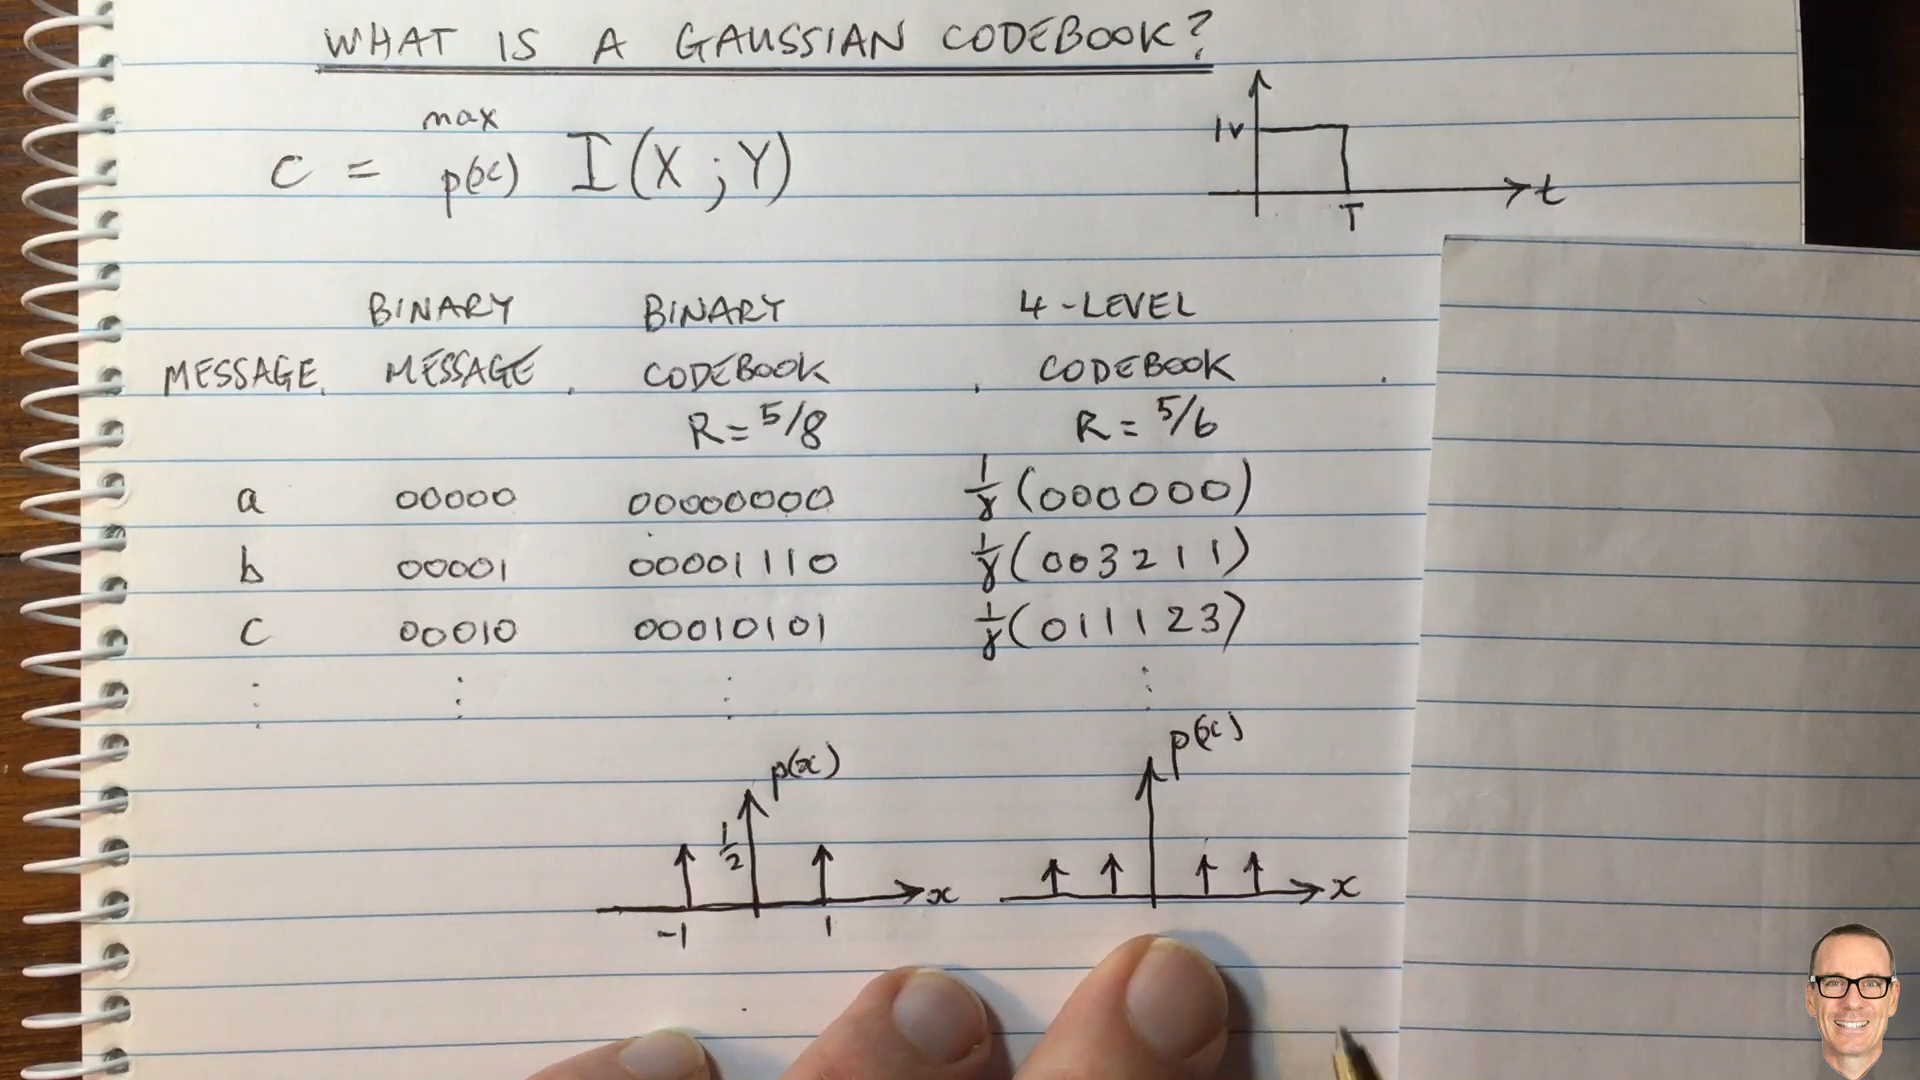 WHAT IS A GAUSSIAN CODEBOOK?
max
C = p(x) I(X;Y)
1v
t
T
BINARY BINARY 4-LEVEL
MESSAGE MESSAGE CODEBOOK CODEBOOK
R = 5/8 R = 5/6
a 00000 00000000 1/γ (000000)
b 00001 00001110 1/γ (003211)
c 00010 00010101 1/γ (011123)
⋮ ⋮ ⋮ ⋮
p(x) p(x)
1/2
x x
-1 1